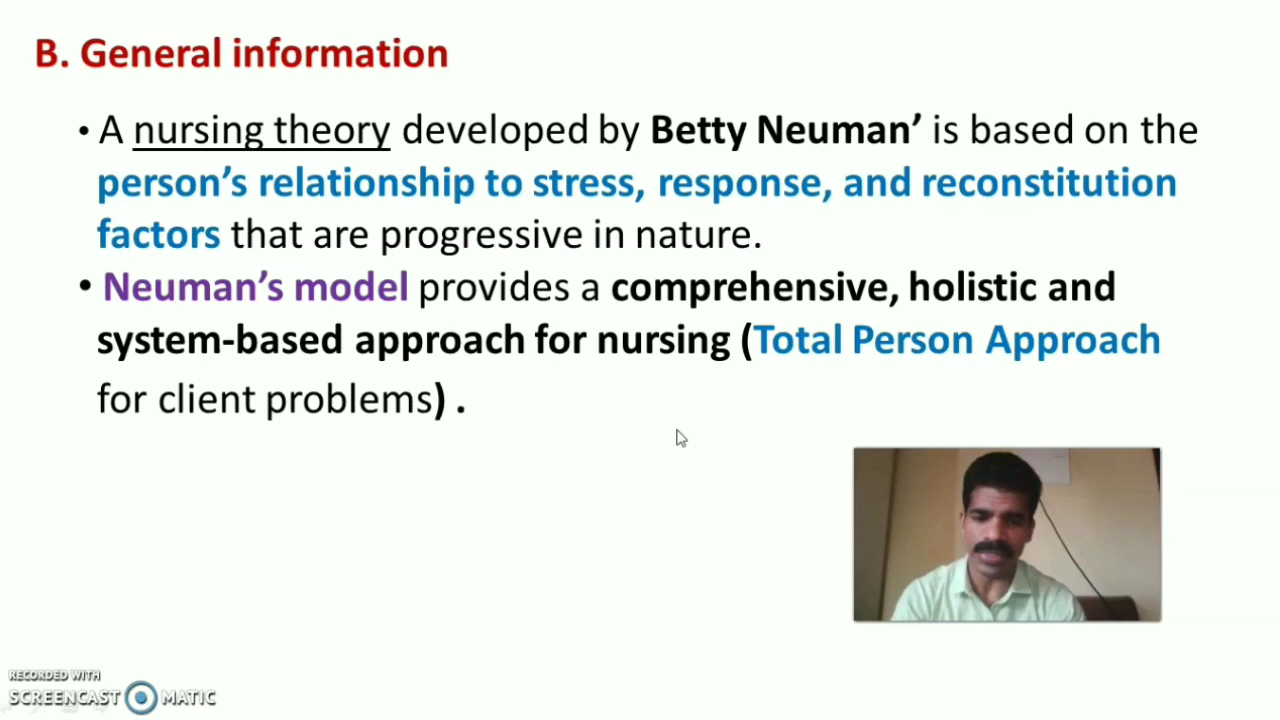 B. General information
• A nursing theory developed by Betty Neuman’ is based on the
person’s relationship to stress, response, and reconstitution
factors that are progressive in nature.
• Neuman’s model provides a comprehensive, holistic and
system-based approach for nursing (Total Person Approach
for client problems) .
RECORDED WITH
SCREENCAST MATIC